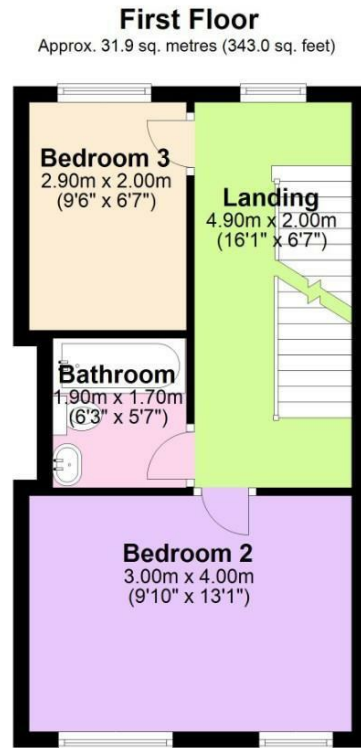 First Floor
Approx. 31.9 sq. metres (343.0 sq. feet)
Bedroom 3
2.90m x 2.00m
(9'6" x 6'7")
Landing
4.90m x 2.00m
(16'1" x 6'7")
Bathroom
1.90m x 1.70m
(6'3" x 5'7")
Bedroom 2
3.00m x 4.00m
(9'10" x 13'1")